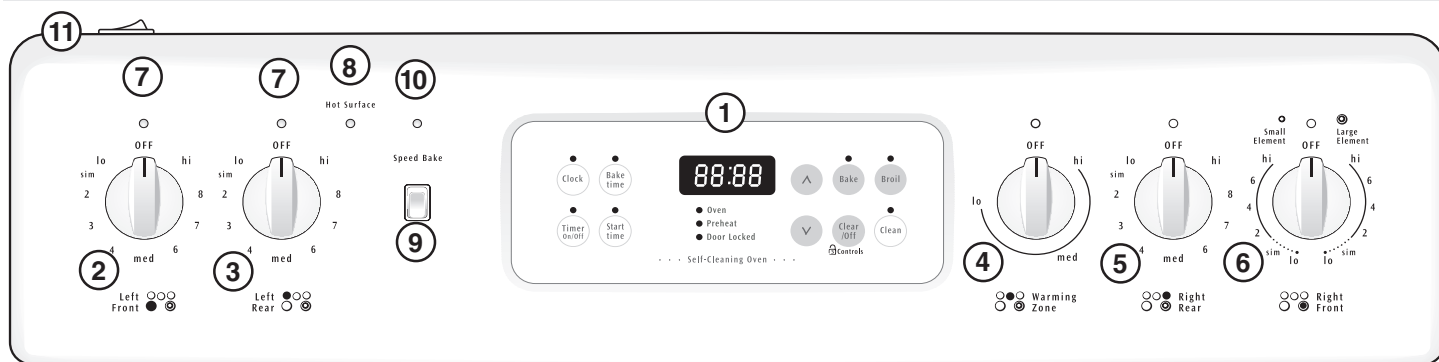 11
7
7
8
10
Hot Surface
1
Small
Element
Large
Element
OFF
lo
hi
sim
2
8
3
7
4
6
med
2
Left
Front
OFF
lo
hi
sim
2
8
3
7
4
6
med
3
Left
Rear
Speed Bake
9
Clock
Bake
time
Timer
On/Off
Start
time
88:88
Oven
Preheat
Door Locked
Bake
Broil
Clear
/Off
Clean
Controls
· · · Self-Cleaning Oven · · ·
OFF
hi
lo
med
4
Warming
Zone
OFF
lo
hi
sim
2
8
3
7
4
6
med
5
Right
Rear
OFF
hi
hi
6
6
4
4
2
2
sim
lo
lo
sim
6
Right
Front